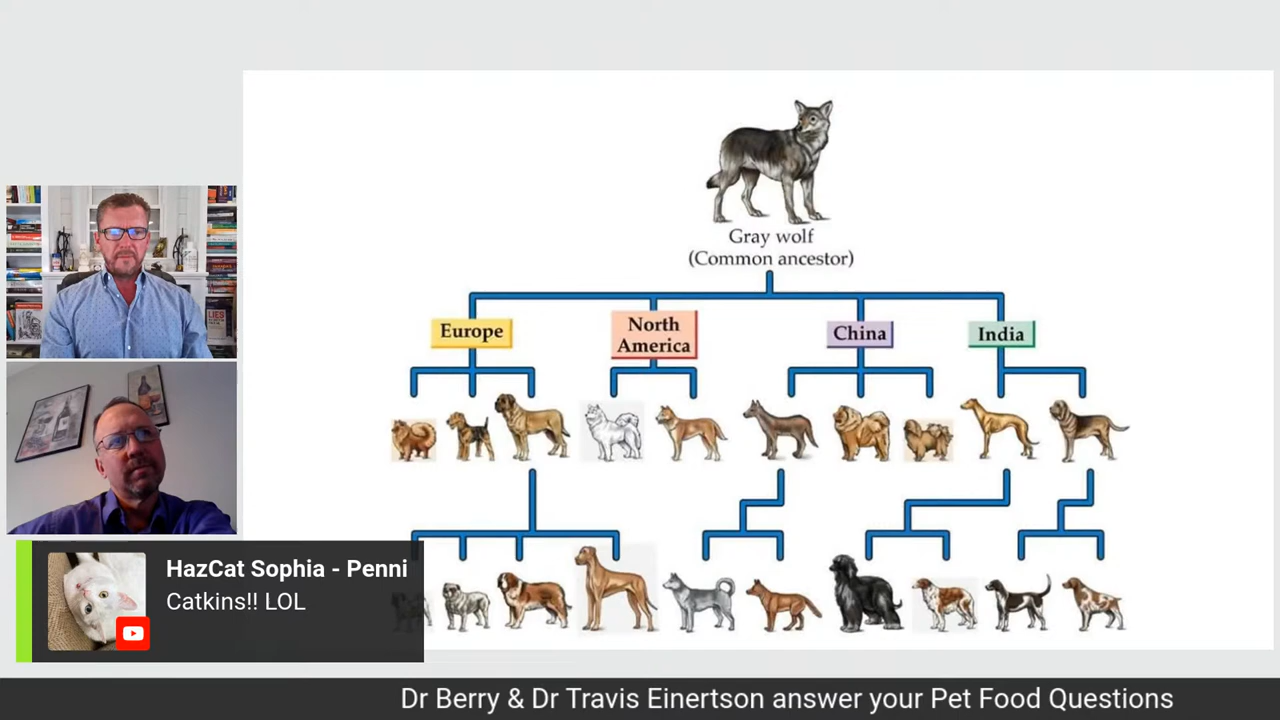 Gray wolf
(Common ancestor)
Europe
North
America
China
India
LIES
HazCat Sophia - Penni
Catkins!! LOL
Dr Berry & Dr Travis Einertson answer your Pet Food Questions